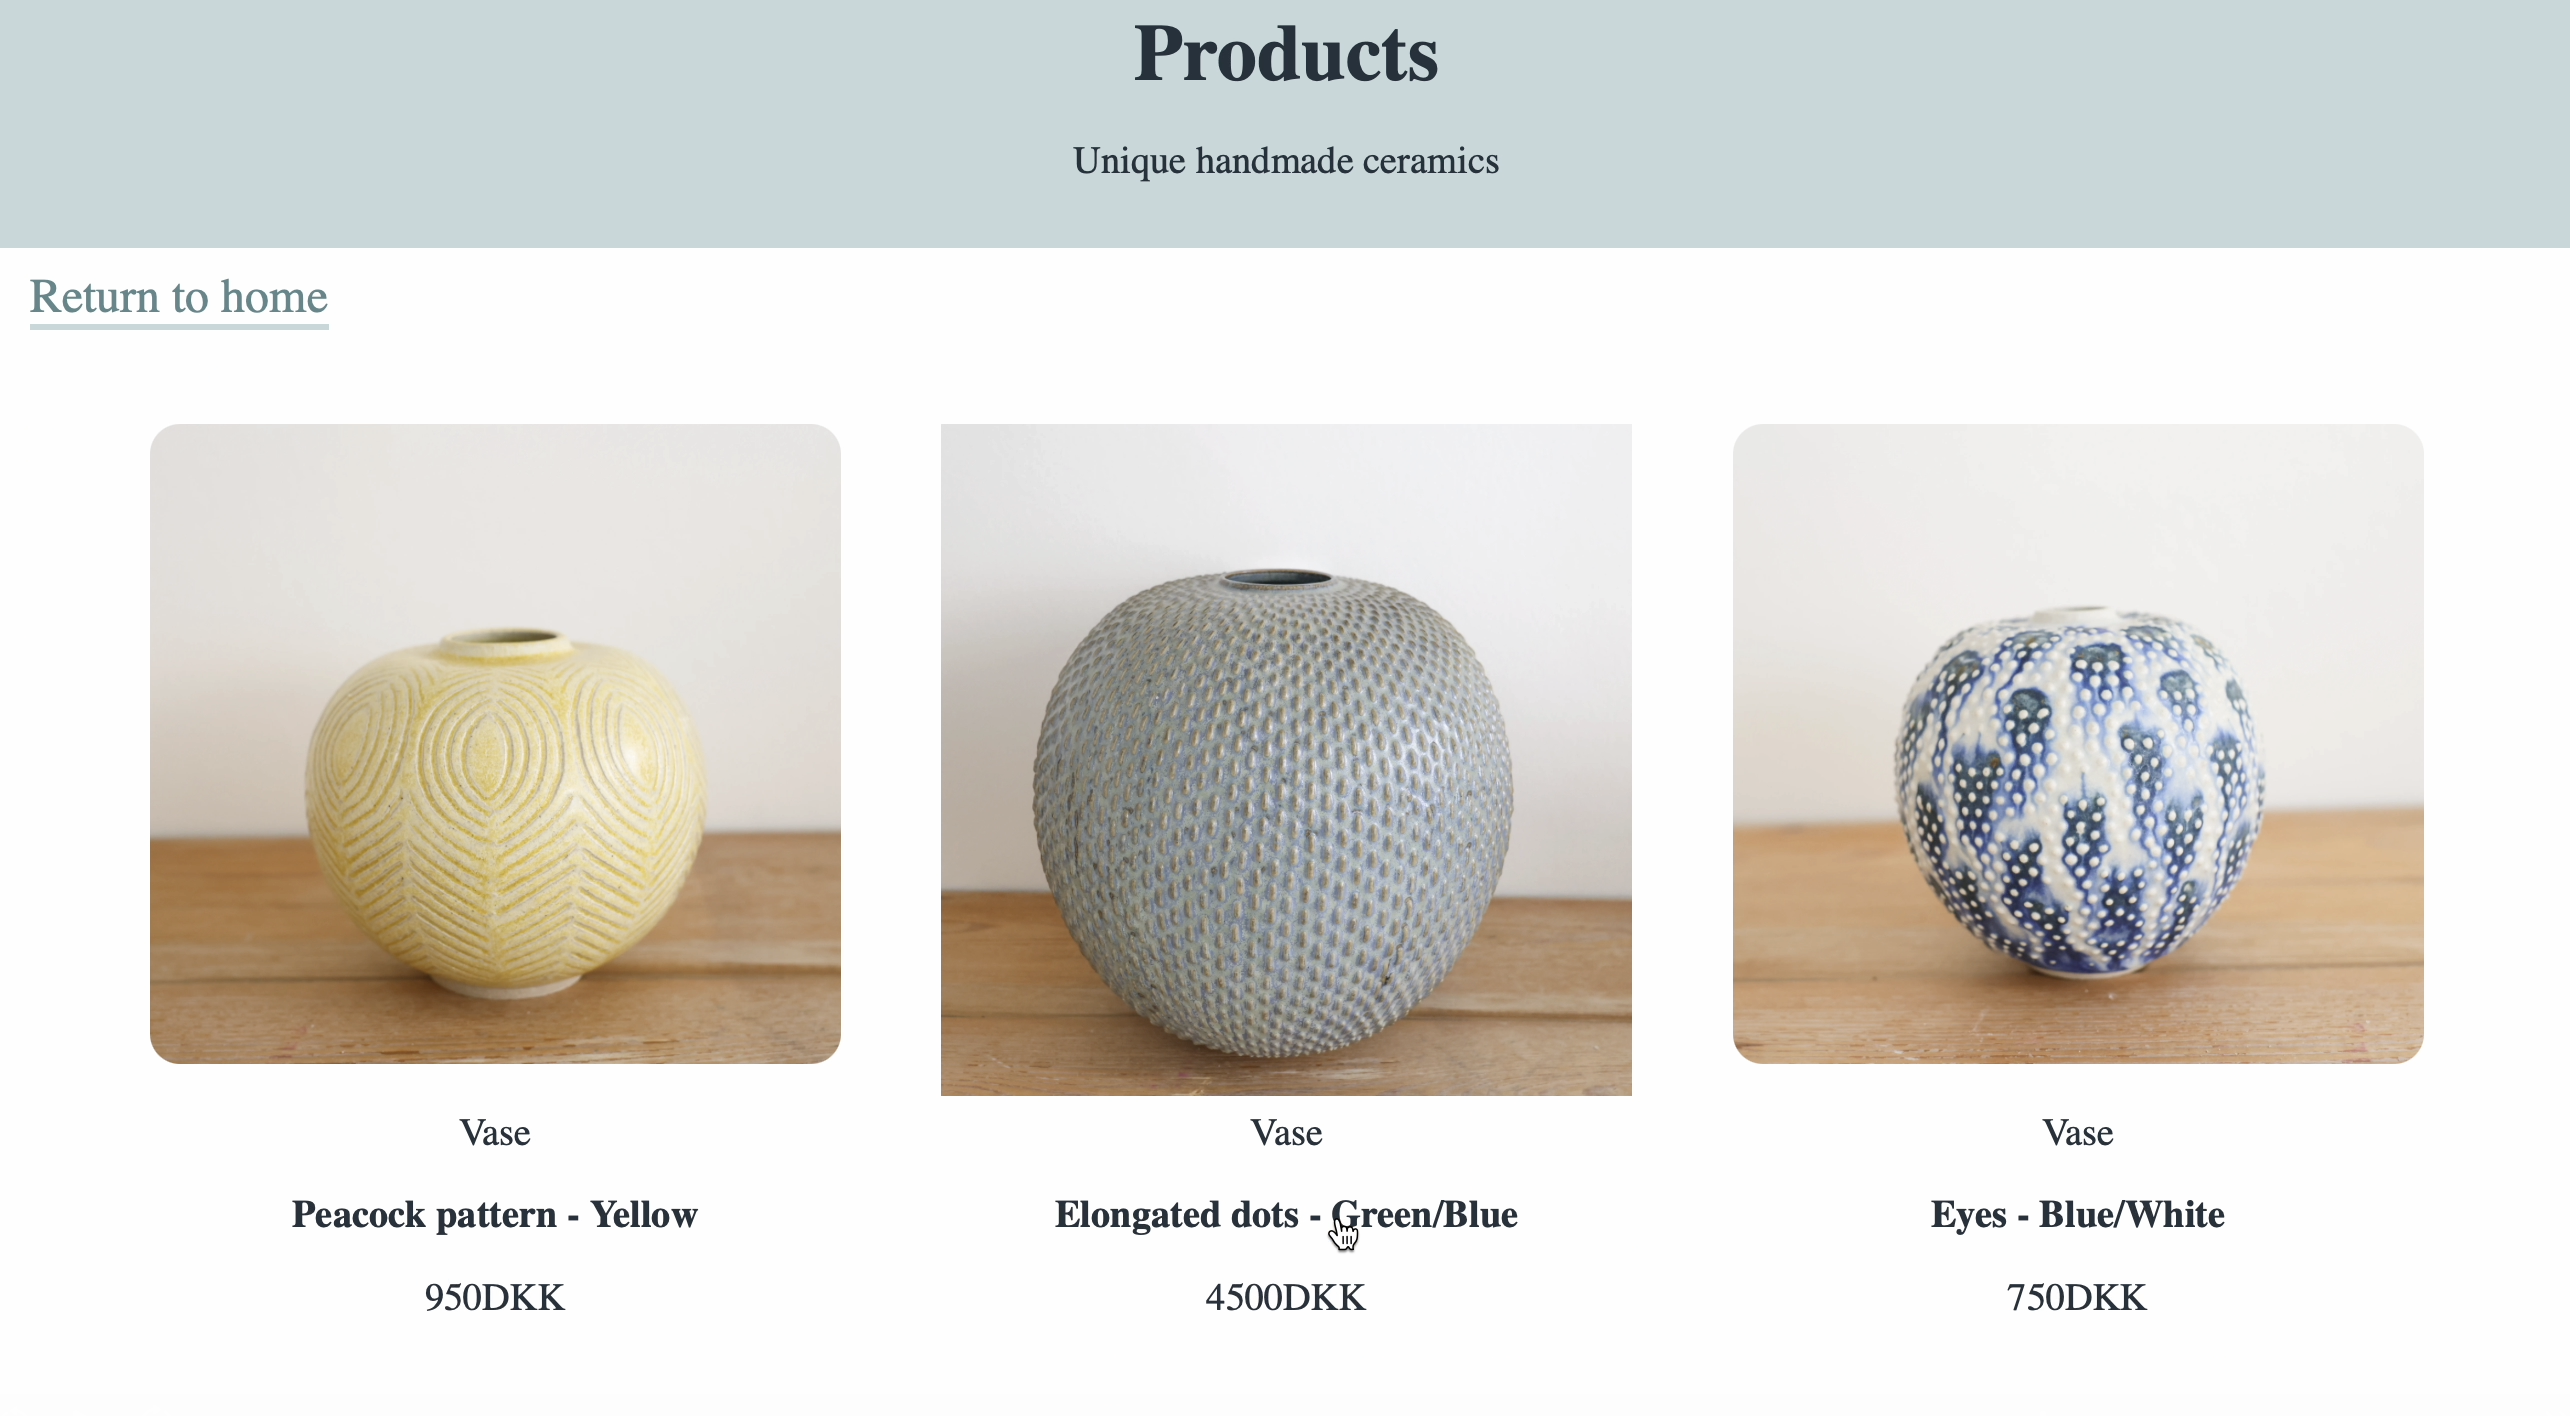 Products
Unique handmade ceramics
Return to home
Vase
Peacock pattern - Yellow
950DKK
Vase
Elongated dots - Green/Blue
4500DKK
Vase
Eyes - Blue/White
750DKK